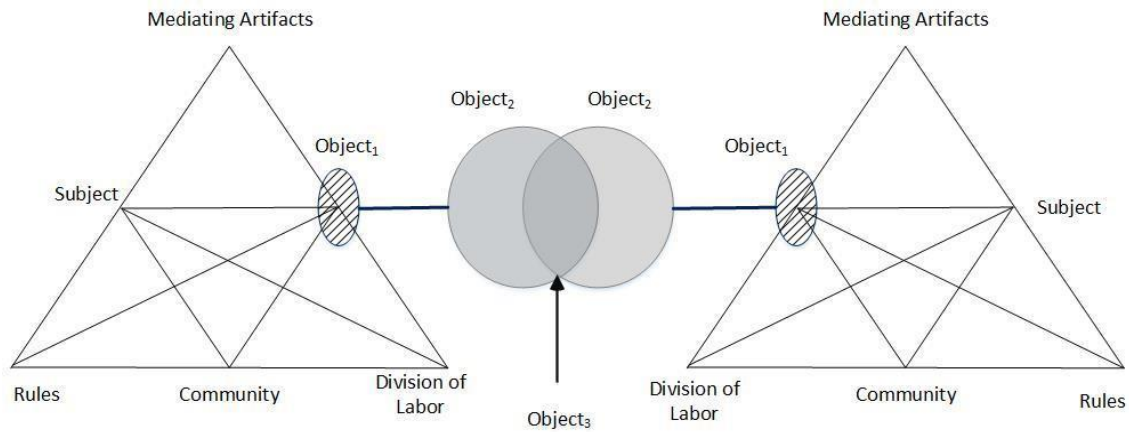 Mediating Artifacts
Mediating Artifacts
Object₂
Object₂
Object₁
Object₁
Subject
Subject
Rules
Community
Division of
Labor
Object₃
Division of
Labor
Community
Rules